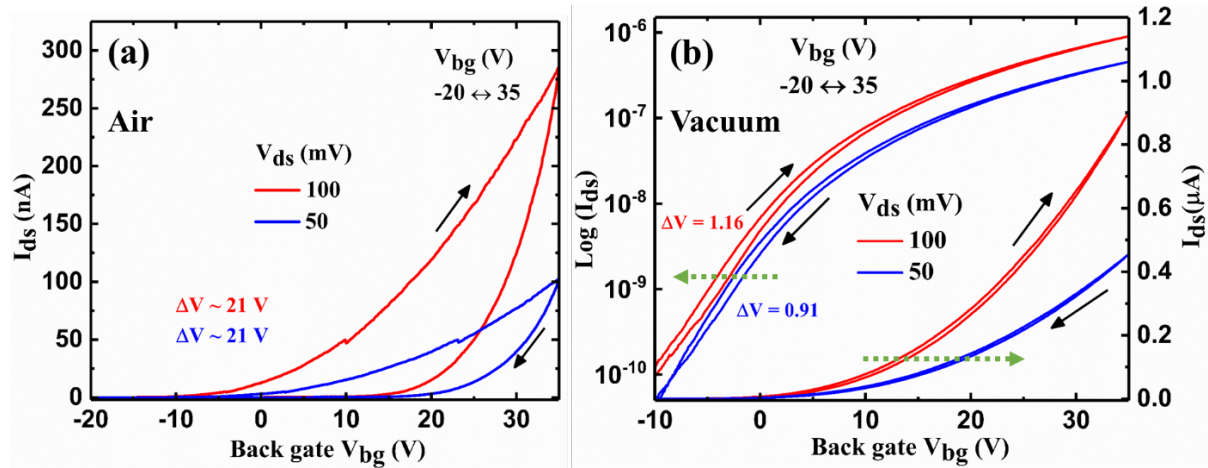 (a)
V_bg (V)
-20 ↔ 35
Air
V_ds (mV)
100
50
ΔV ~ 21 V
ΔV ~ 21 V
I_ds (nA)
300
250
200
150
100
50
0
-20 -10 0 10 20 30
Back gate V_bg (V)
(b)
V_bg (V)
-20 ↔ 35
Vacuum
V_ds (mV)
100
50
ΔV = 1.16
ΔV = 0.91
Log (I_ds)
10^-6
10^-7
10^-8
10^-9
10^-10
1.2
1.0
0.8
0.6
0.4
0.2
0.0
I_ds(μA)
-10 0 10 20 30
Back gate V_bg (V)